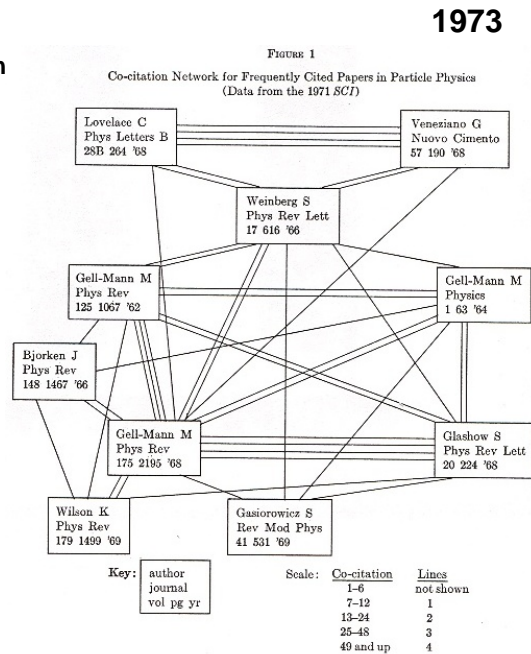 1973
n
FIGURE 1
Co-citation Network for Frequently Cited Papers in Particle Physics
(Data from the 1971 SCI)
Lovelace C
Phys Letters B
28B 264 '68
Veneziano G
Nuovo Cimento
57 190 '68
Weinberg S
Phys Rev Lett
17 616 '66
Gell-Mann M
Phys Rev
125 1067 '62
Gell-Mann M
Physics
1 63 '64
Bjorken J
Phys Rev
148 1467 '66
Gell-Mann M
Phys Rev
175 2195 '68
Glashow S
Phys Rev Lett
20 224 '68
Wilson K
Phys Rev
179 1499 '69
Gasiorowicz S
Rev Mod Phys
41 531 '69
Key:
author
journal
vol pg yr
Scale: Co-citation Lines
1–6 not shown
7–12 1
13–24 2
25–48 3
49 and up 4